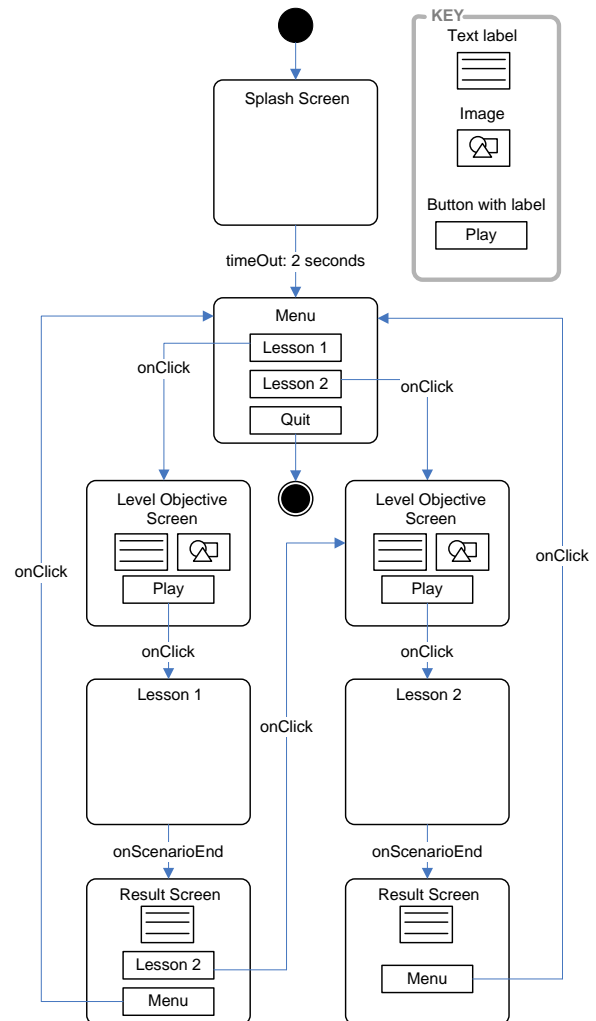 KEY
Text label
Image
Button with label
Play
Splash Screen
timeOut: 2 seconds
Menu
Lesson 1
Lesson 2
Quit
onClick
onClick
Level Objective
Screen
Play
Level Objective
Screen
Play
onClick
onClick
onClick
onClick
Lesson 1
Lesson 2
onClick
onScenarioEnd
onScenarioEnd
Result Screen
Lesson 2
Menu
Result Screen
Menu